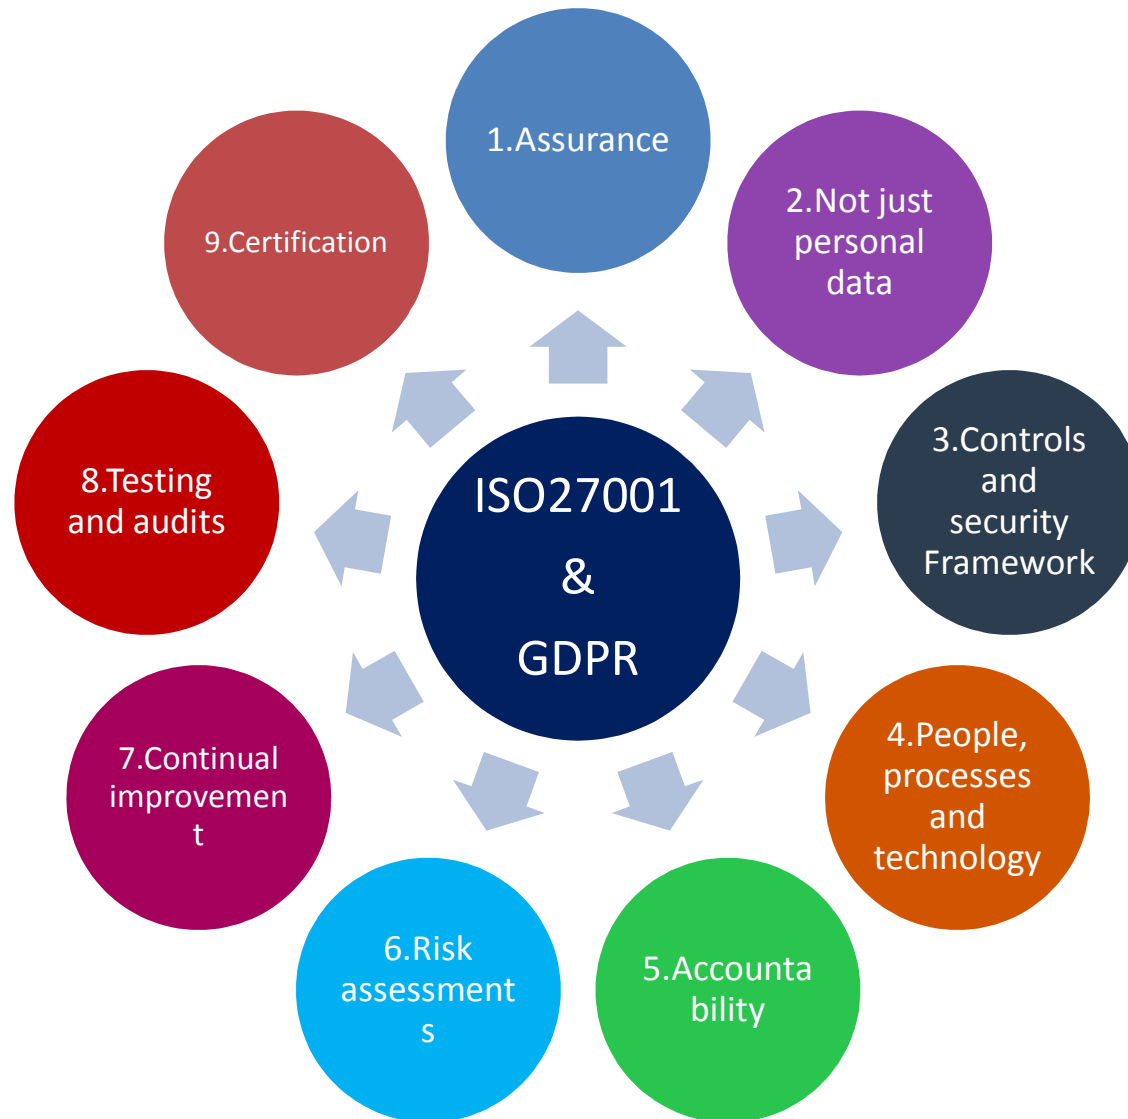 1.Assurance
2.Not just
personal
data
3.Controls
and
security
Framework
4.People,
processes
and
technology
5.Accounta
bility
6.Risk
assessment
s
7.Continual
improvemen
t
8.Testing
and audits
9.Certification
ISO27001
&
GDPR